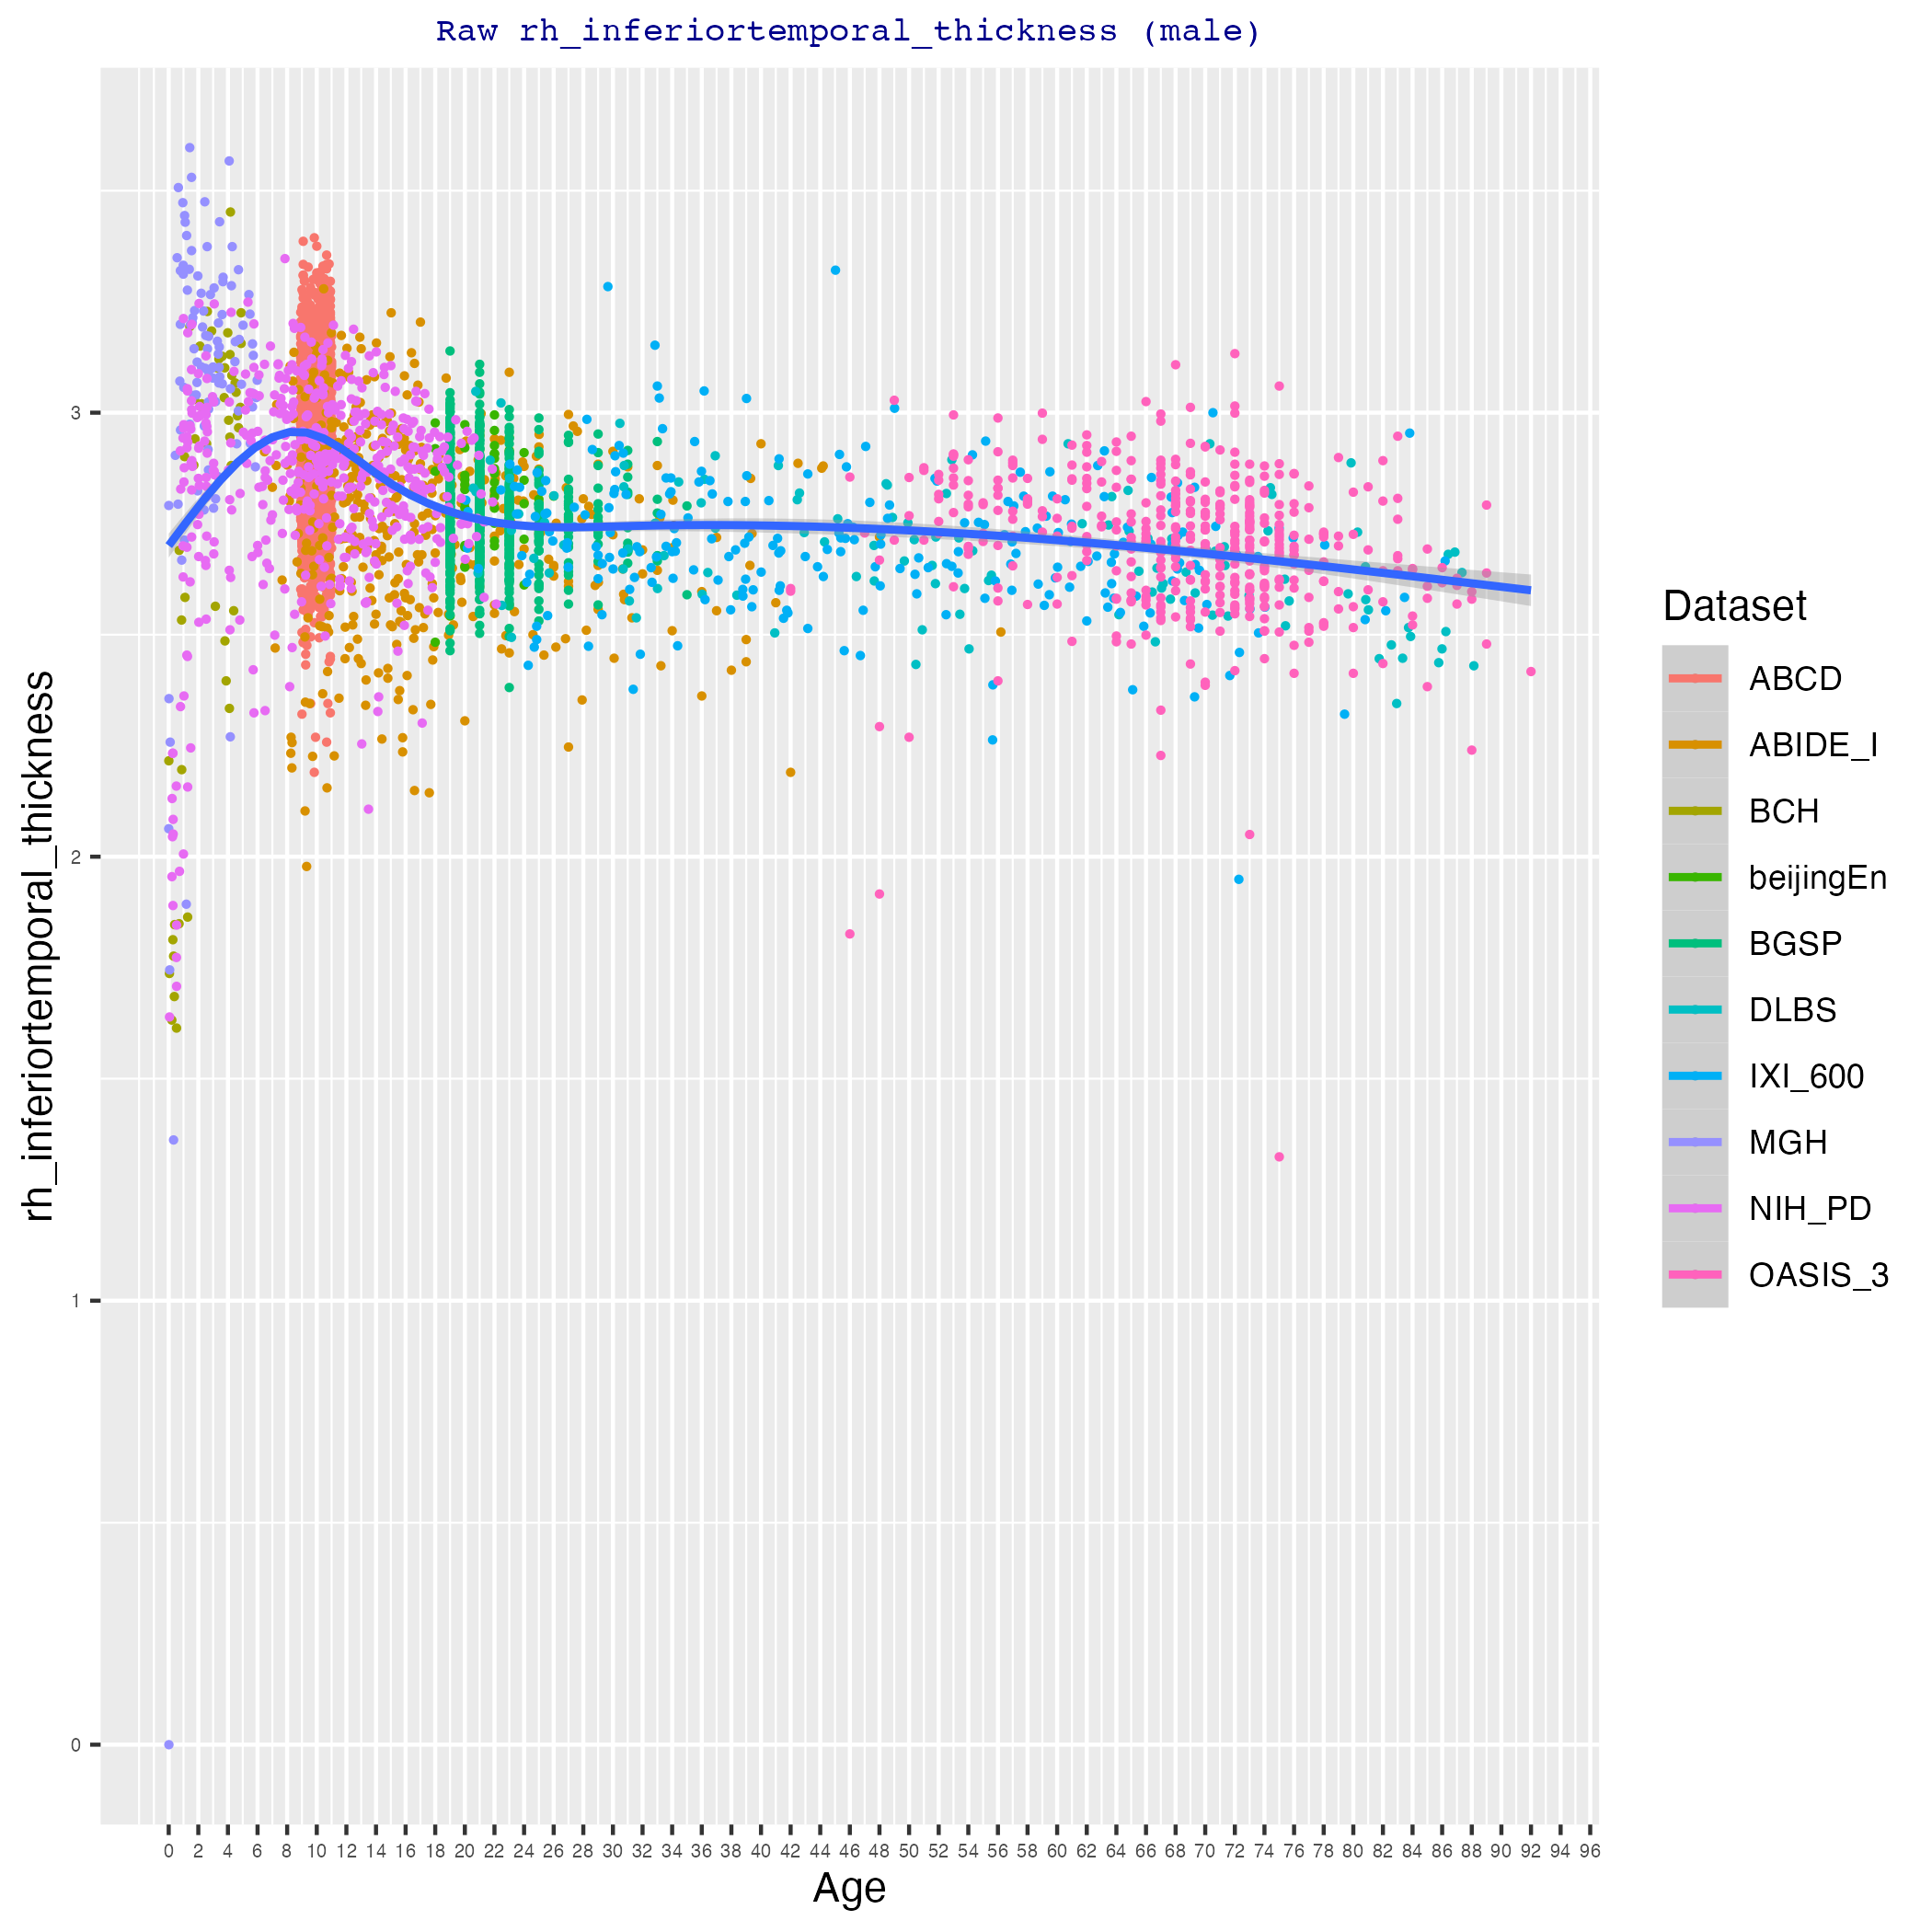 Raw rh_inferiortemporal_thickness (male)
rh_inferiortemporal_thickness
3
2
1
0
0 2 4 6 8 10 12 14 16 18 20 22 24 26 28 30 32 34 36 38 40 42 44 46 48 50 52 54 56 58 60 62 64 66 68 70 72 74 76 78 80 82 84 86 88 90 92 94 96
Age
Dataset
ABCD
ABIDE_I
BCH
beijingEn
BGSP
DLBS
IXI_600
MGH
NIH_PD
OASIS_3